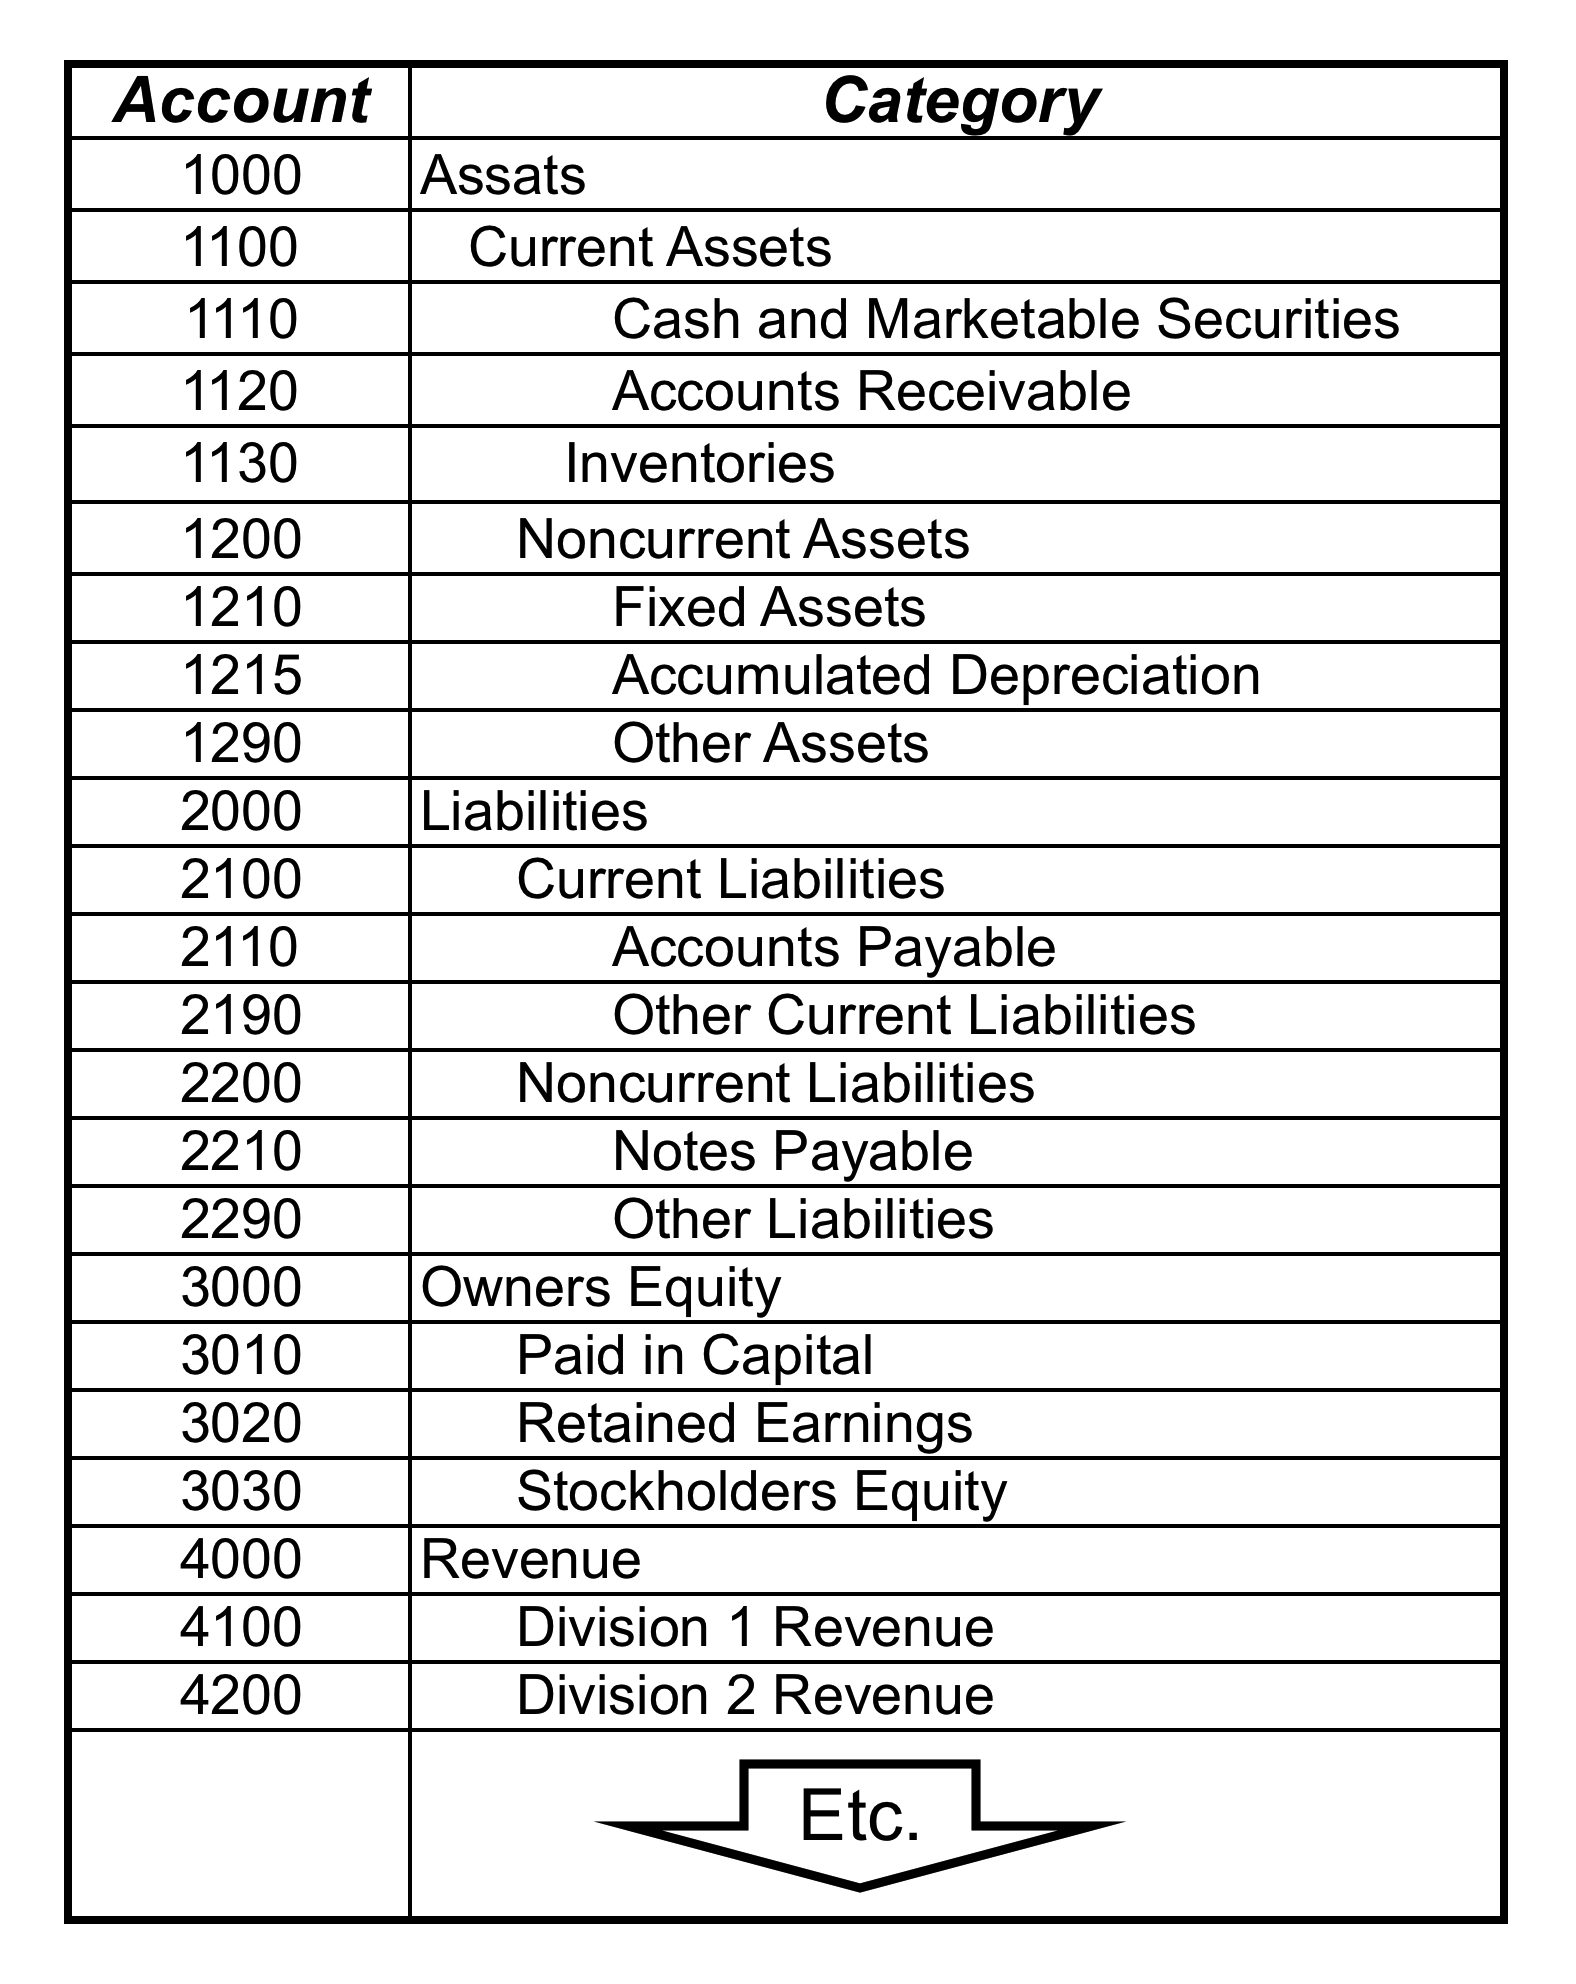 Account Category
1000 Assats
1100 Current Assets
1110 Cash and Marketable Securities
1120 Accounts Receivable
1130 Inventories
1200 Noncurrent Assets
1210 Fixed Assets
1215 Accumulated Depreciation
1290 Other Assets
2000 Liabilities
2100 Current Liabilities
2110 Accounts Payable
2190 Other Current Liabilities
2200 Noncurrent Liabilities
2210 Notes Payable
2290 Other Liabilities
3000 Owners Equity
3010 Paid in Capital
3020 Retained Earnings
3030 Stockholders Equity
4000 Revenue
4100 Division 1 Revenue
4200 Division 2 Revenue
Etc.